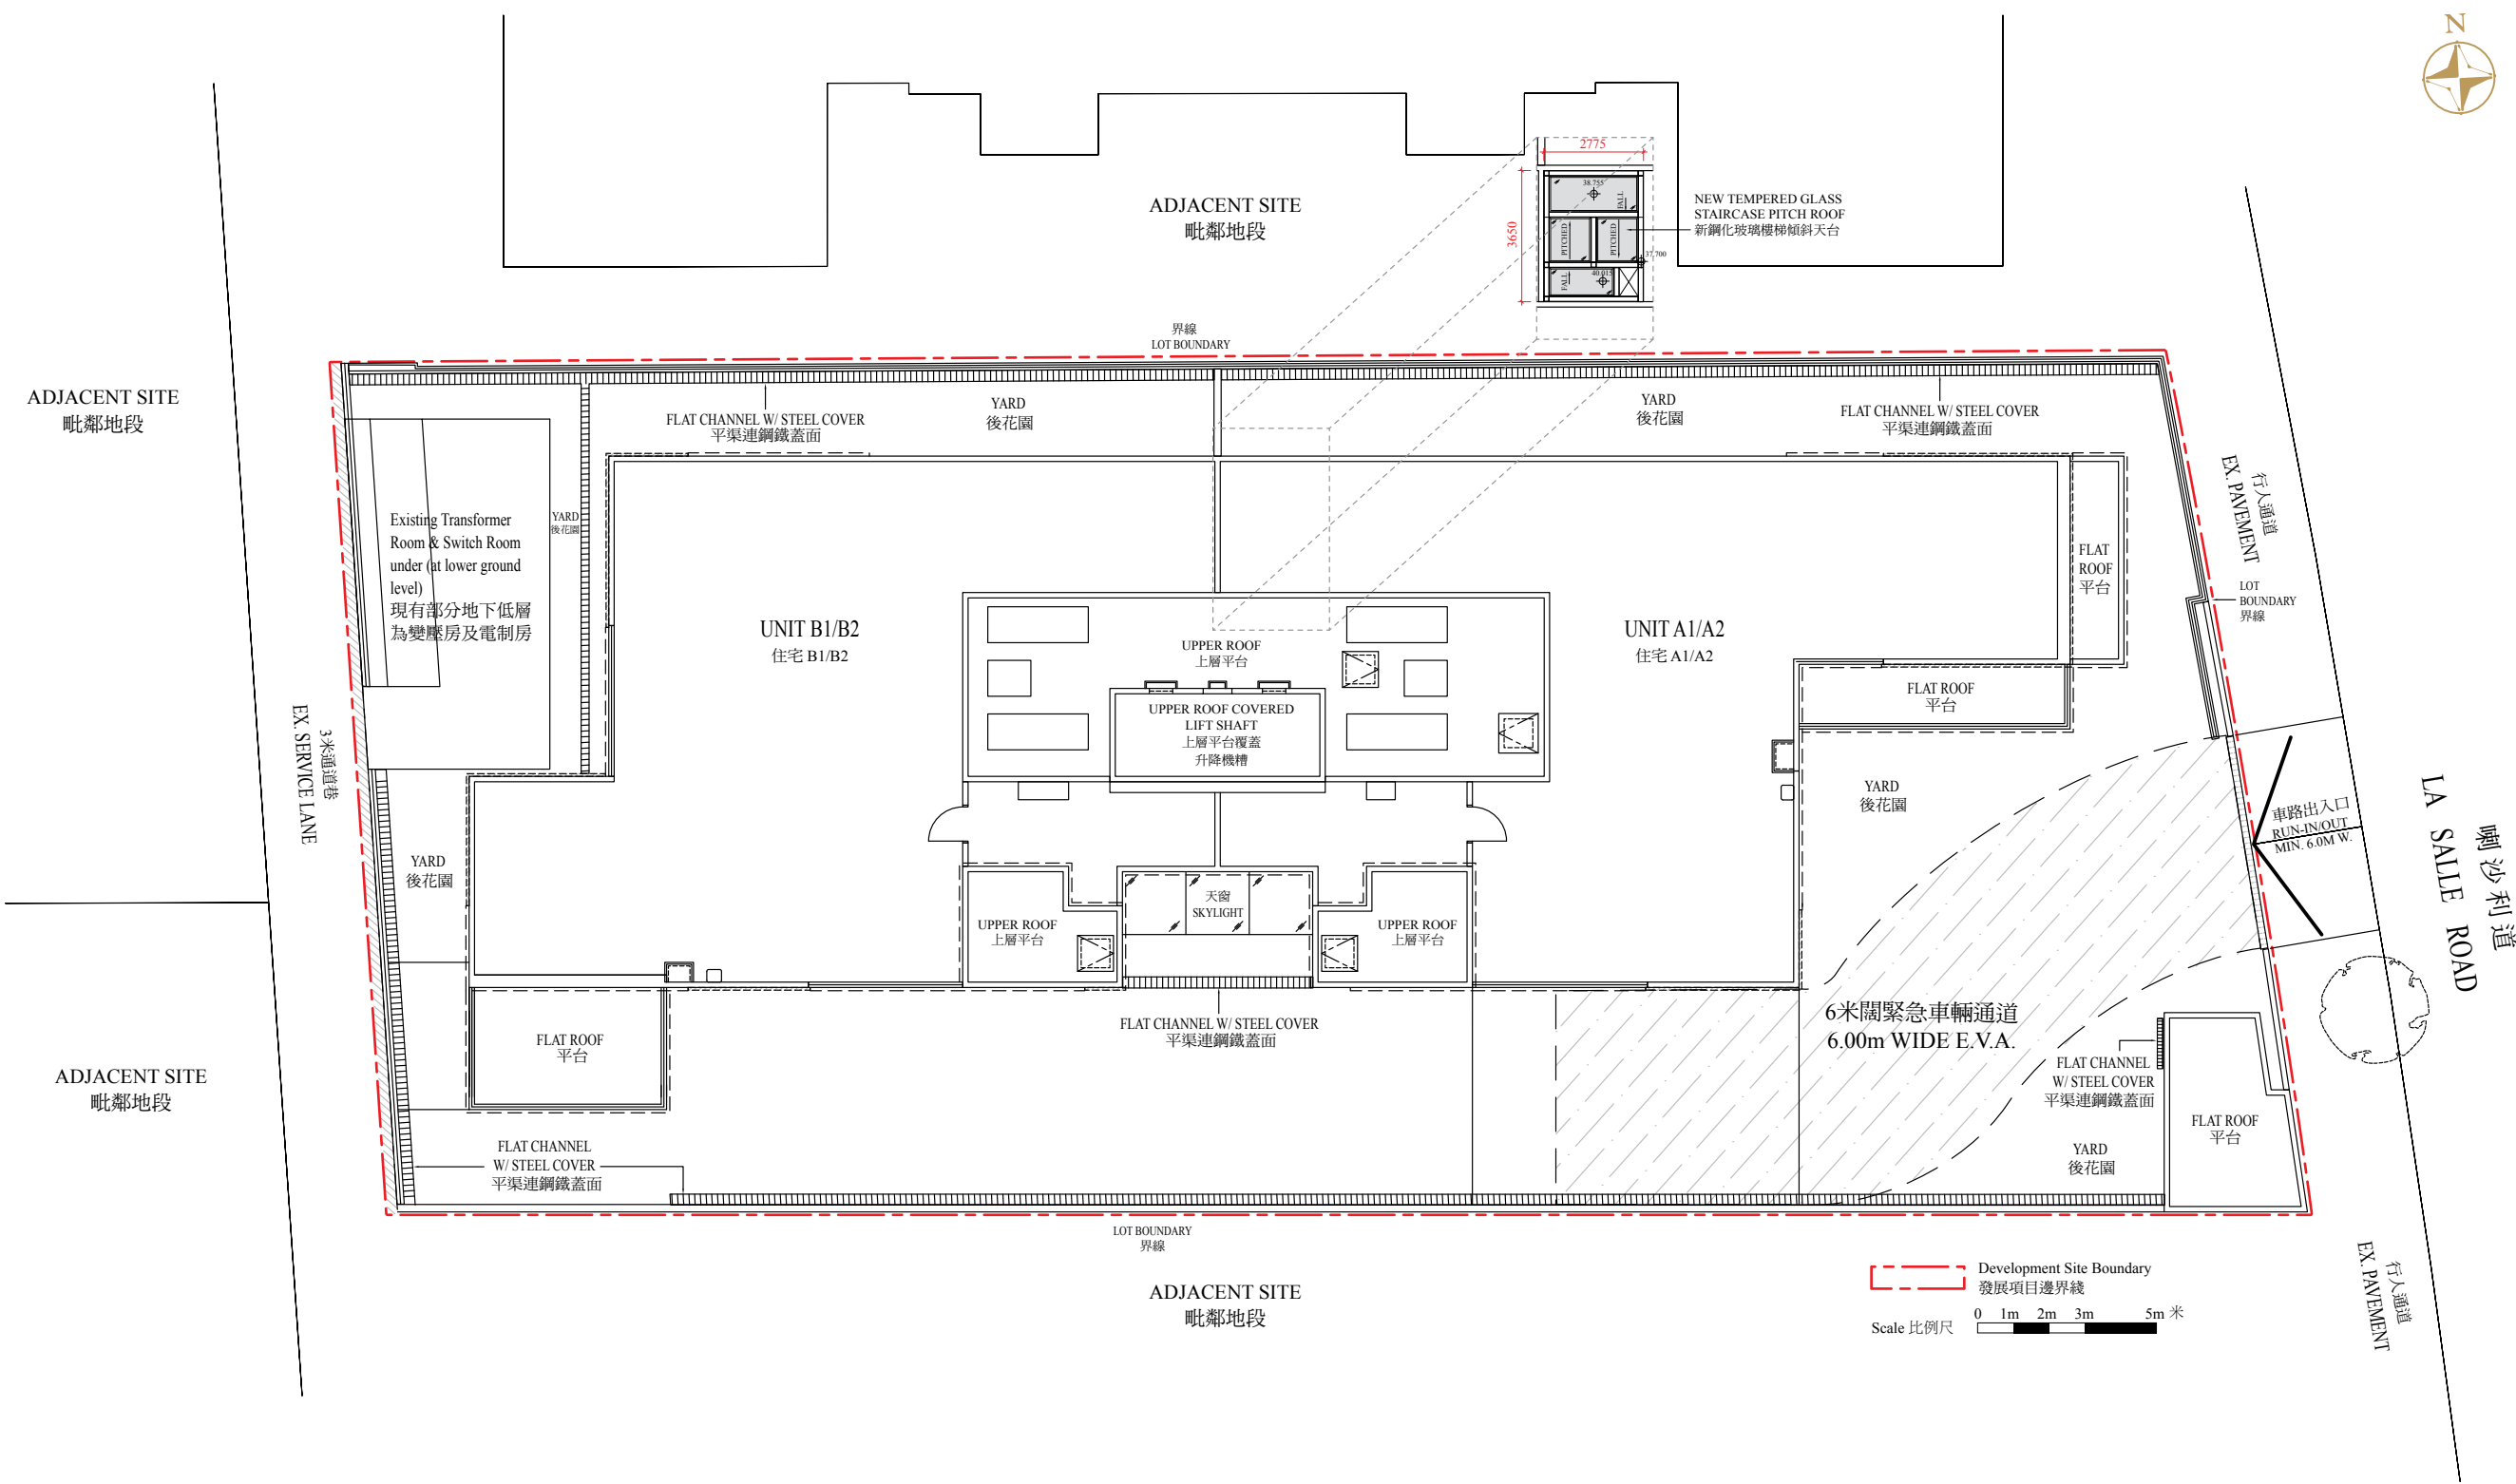 N
2775
3650
38.755
FALL
PITCHED
PITCHED
37.700
FALL
40.015
NEW TEMPERED GLASS
STAIRCASE PITCH ROOF
新鋼化玻璃樓梯傾斜天台
ADJACENT SITE
毗鄰地段
界線
LOT BOUNDARY
ADJACENT SITE
毗鄰地段
FLAT CHANNEL W/ STEEL COVER
平渠連鋼鐵蓋面
YARD
後花園
YARD
後花園
FLAT CHANNEL W/ STEEL COVER
平渠連鋼鐵蓋面
行人通道
EX. PAVEMENT
Existing Transformer
Room & Switch Room
under (at lower ground
level)
現有部分地下低層
為變壓房及電制房
YARD
後花園
FLAT
ROOF
平台
LOT
BOUNDARY
界線
UNIT B1/B2
住宅 B1/B2
UPPER ROOF
上層平台
UNIT A1/A2
住宅 A1/A2
FLAT ROOF
平台
UPPER ROOF COVERED
LIFT SHAFT
上層平台覆蓋
升降機糟
3米通道巷
EX. SERVICE LANE
YARD
後花園
車路出入口
RUN-IN/OUT
MIN. 6.0M W.
喇沙利道
LA SALLE ROAD
YARD
後花園
天窗
SKYLIGHT
UPPER ROOF
上層平台
UPPER ROOF
上層平台
6米闊緊急車輛通道
6.00m WIDE E.V.A.
FLAT CHANNEL W/ STEEL COVER
平渠連鋼鐵蓋面
FLAT ROOF
平台
FLAT CHANNEL
W/ STEEL COVER
平渠連鋼鐵蓋面
ADJACENT SITE
毗鄰地段
FLAT ROOF
平台
FLAT CHANNEL
W/ STEEL COVER
平渠連鋼鐵蓋面
YARD
後花園
LOT BOUNDARY
界線
ADJACENT SITE
毗鄰地段
行人通道
EX. PAVEMENT
Development Site Boundary
發展項目邊界綫
0 1m 2m 3m 5m 米
Scale 比例尺